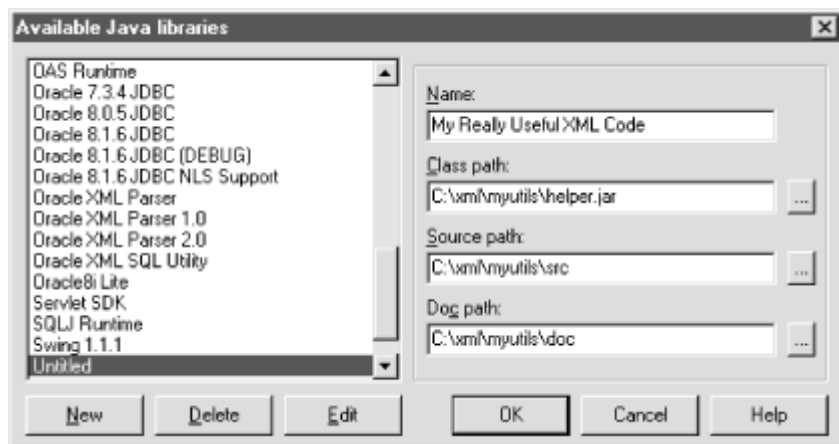 Available Java libraries
OAS Runtime
Oracle 7.3.4 JDBC
Oracle 8.0.5 JDBC
Oracle 8.1.6 JDBC
Oracle 8.1.6 JDBC (DEBUG)
Oracle 8.1.6 JDBC NLS Support
Oracle XML Parser
Oracle XML Parser 1.0
Oracle XML Parser 2.0
Oracle XML SQL Utility
Oracle8i Lite
Servlet SDK
SQLJ Runtime
Swing 1.1.1
Untitled
Name:
My Really Useful XML Code
Class path:
C:\xml\myutils\helper.jar
...
Source path:
C:\xml\myutils\src
...
Doc path:
C:\xml\myutils\doc
...
New
Delete
Edit
OK
Cancel
Help